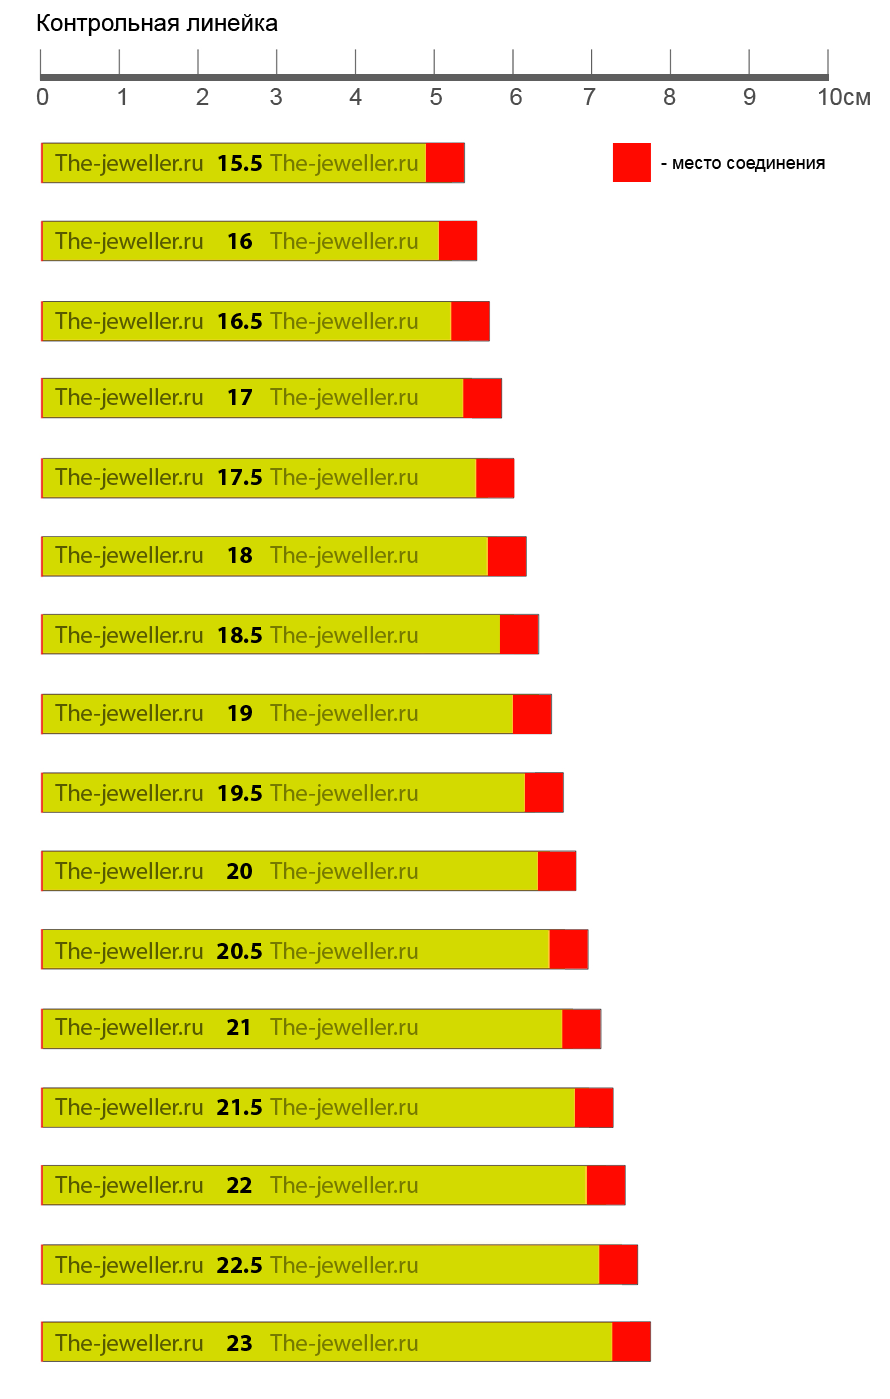 Контрольная линейка
0 1 2 3 4 5 6 7 8 9 10см
The-jeweller.ru 15.5 The-jeweller.ru
- место соединения
The-jeweller.ru 16 The-jeweller.ru
The-jeweller.ru 16.5 The-jeweller.ru
The-jeweller.ru 17 The-jeweller.ru
The-jeweller.ru 17.5 The-jeweller.ru
The-jeweller.ru 18 The-jeweller.ru
The-jeweller.ru 18.5 The-jeweller.ru
The-jeweller.ru 19 The-jeweller.ru
The-jeweller.ru 19.5 The-jeweller.ru
The-jeweller.ru 20 The-jeweller.ru
The-jeweller.ru 20.5 The-jeweller.ru
The-jeweller.ru 21 The-jeweller.ru
The-jeweller.ru 21.5 The-jeweller.ru
The-jeweller.ru 22 The-jeweller.ru
The-jeweller.ru 22.5 The-jeweller.ru
The-jeweller.ru 23 The-jeweller.ru